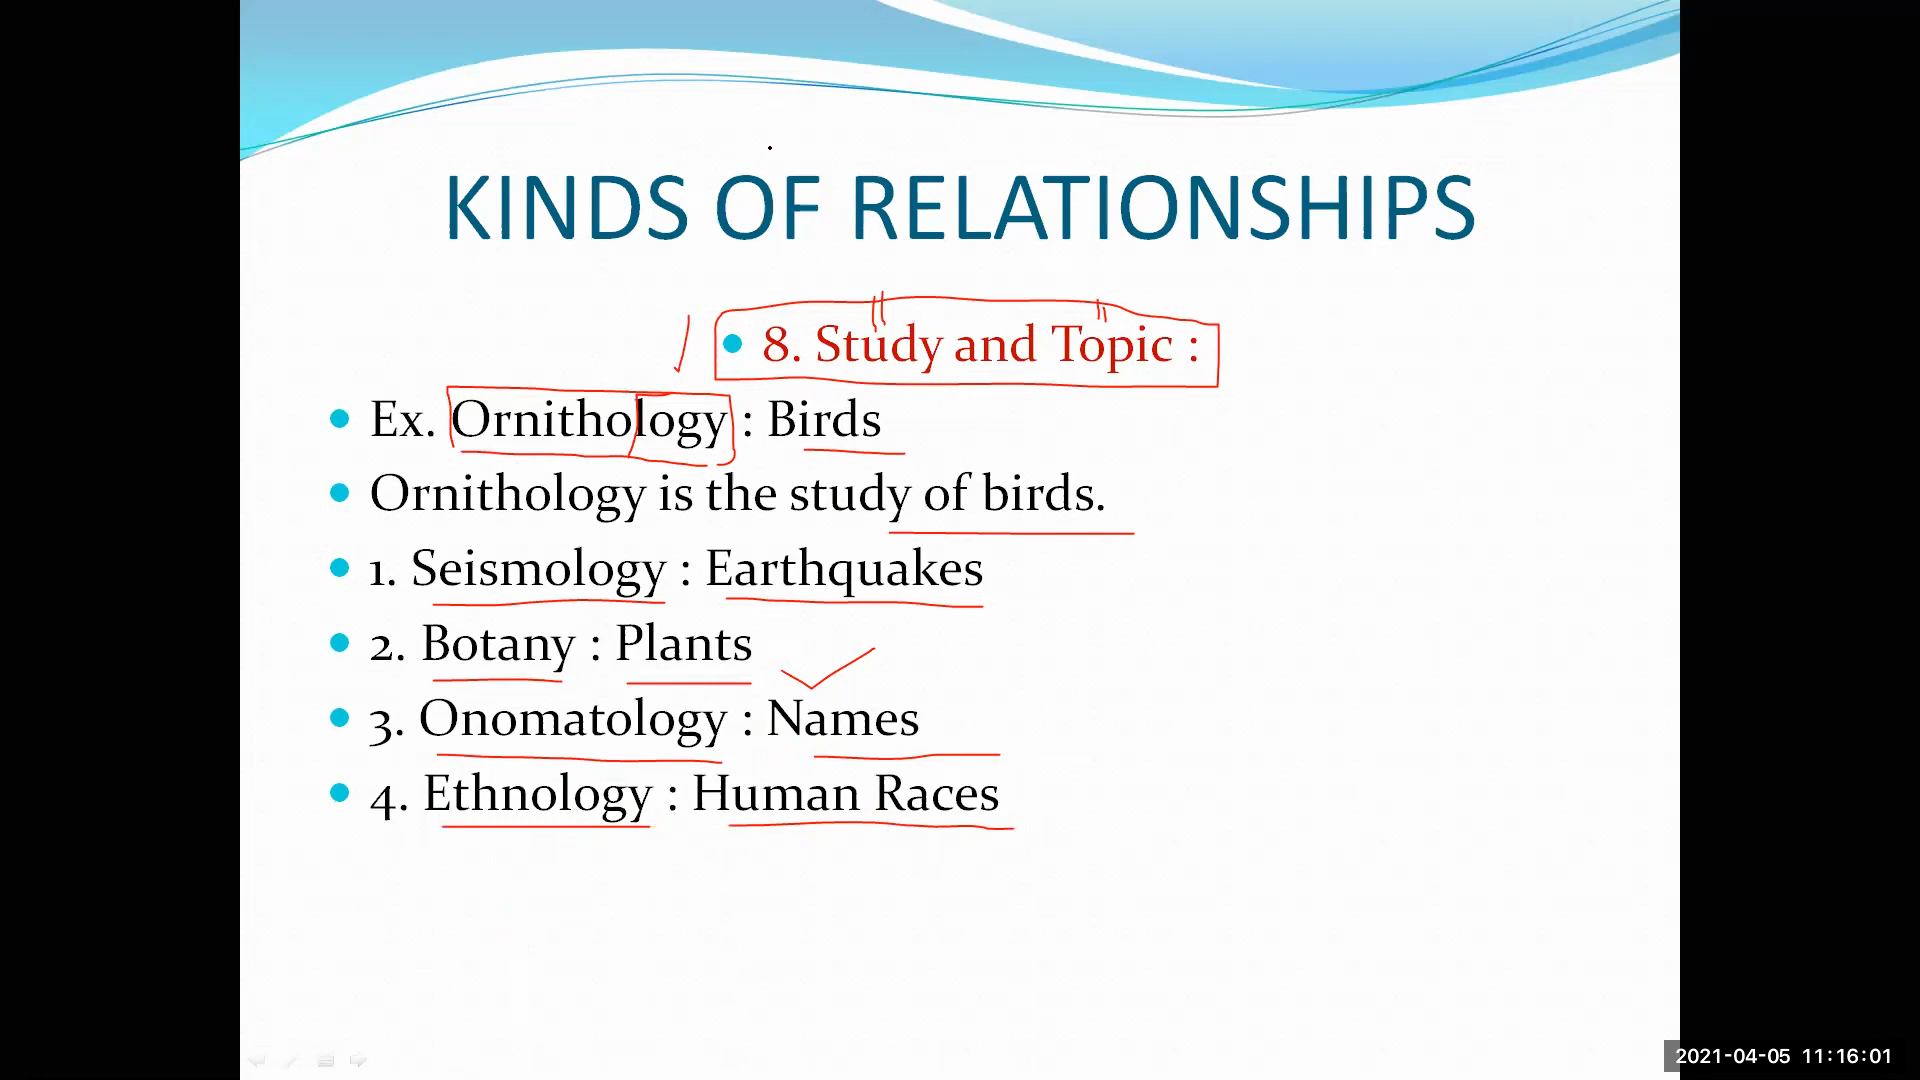 KINDS OF RELATIONSHIPS
8. Study and Topic :
Ex. Ornithology : Birds
Ornithology is the study of birds.
1. Seismology : Earthquakes
2. Botany : Plants
3. Onomatology : Names
4. Ethnology : Human Races
2021-04-05 11:16:01